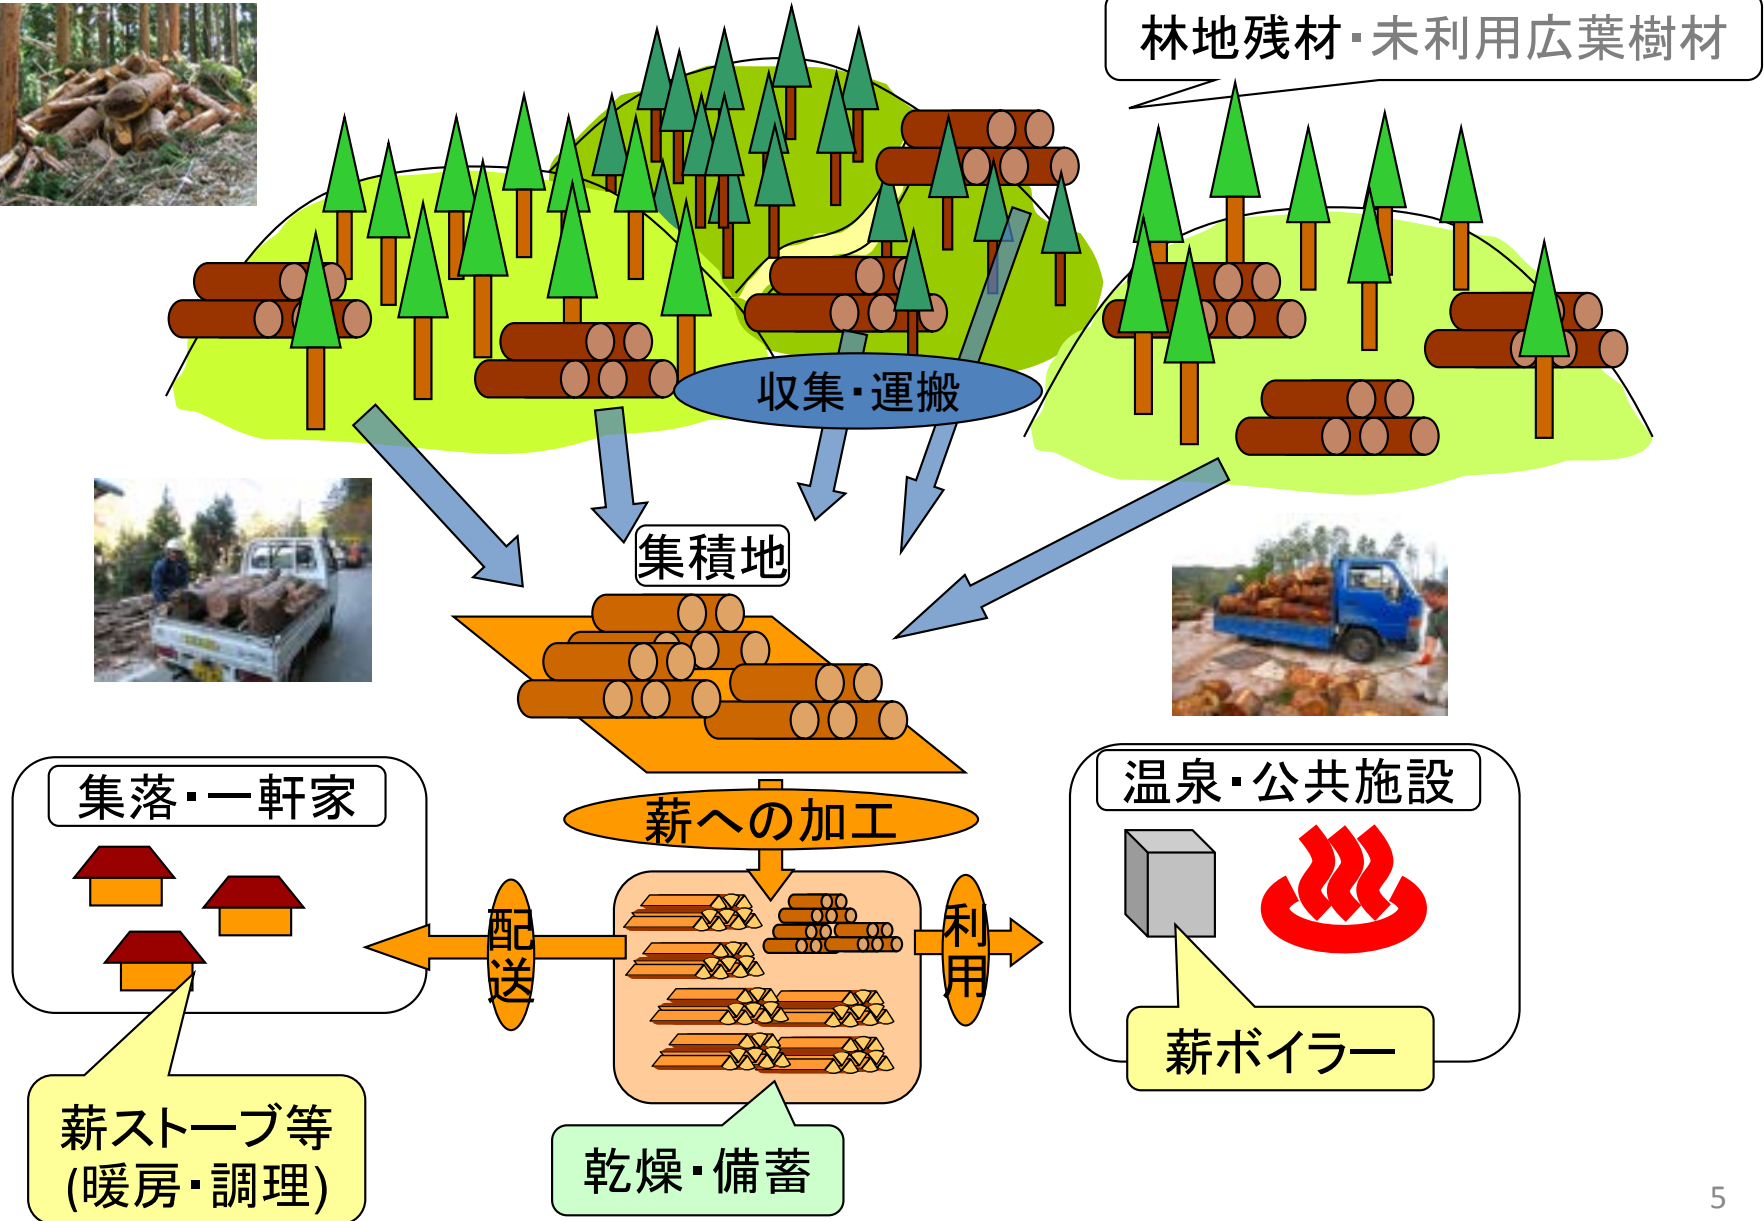 林地残材・未利用広葉樹材
収集・運搬
集積地
集落・一軒家
薪への加工
温泉・公共施設
配送
利用
薪ボイラー
薪ストーブ等
(暖房・調理)
乾燥・備蓄
5